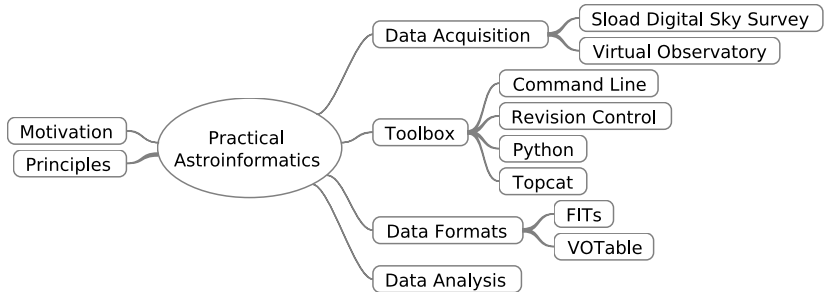 Motivation
Principles
Practical
Astroinformatics
Data Acquisition
Sload Digital Sky Survey
Virtual Observatory
Toolbox
Command Line
Revision Control
Python
Topcat
Data Formats
FITs
VOTable
Data Analysis